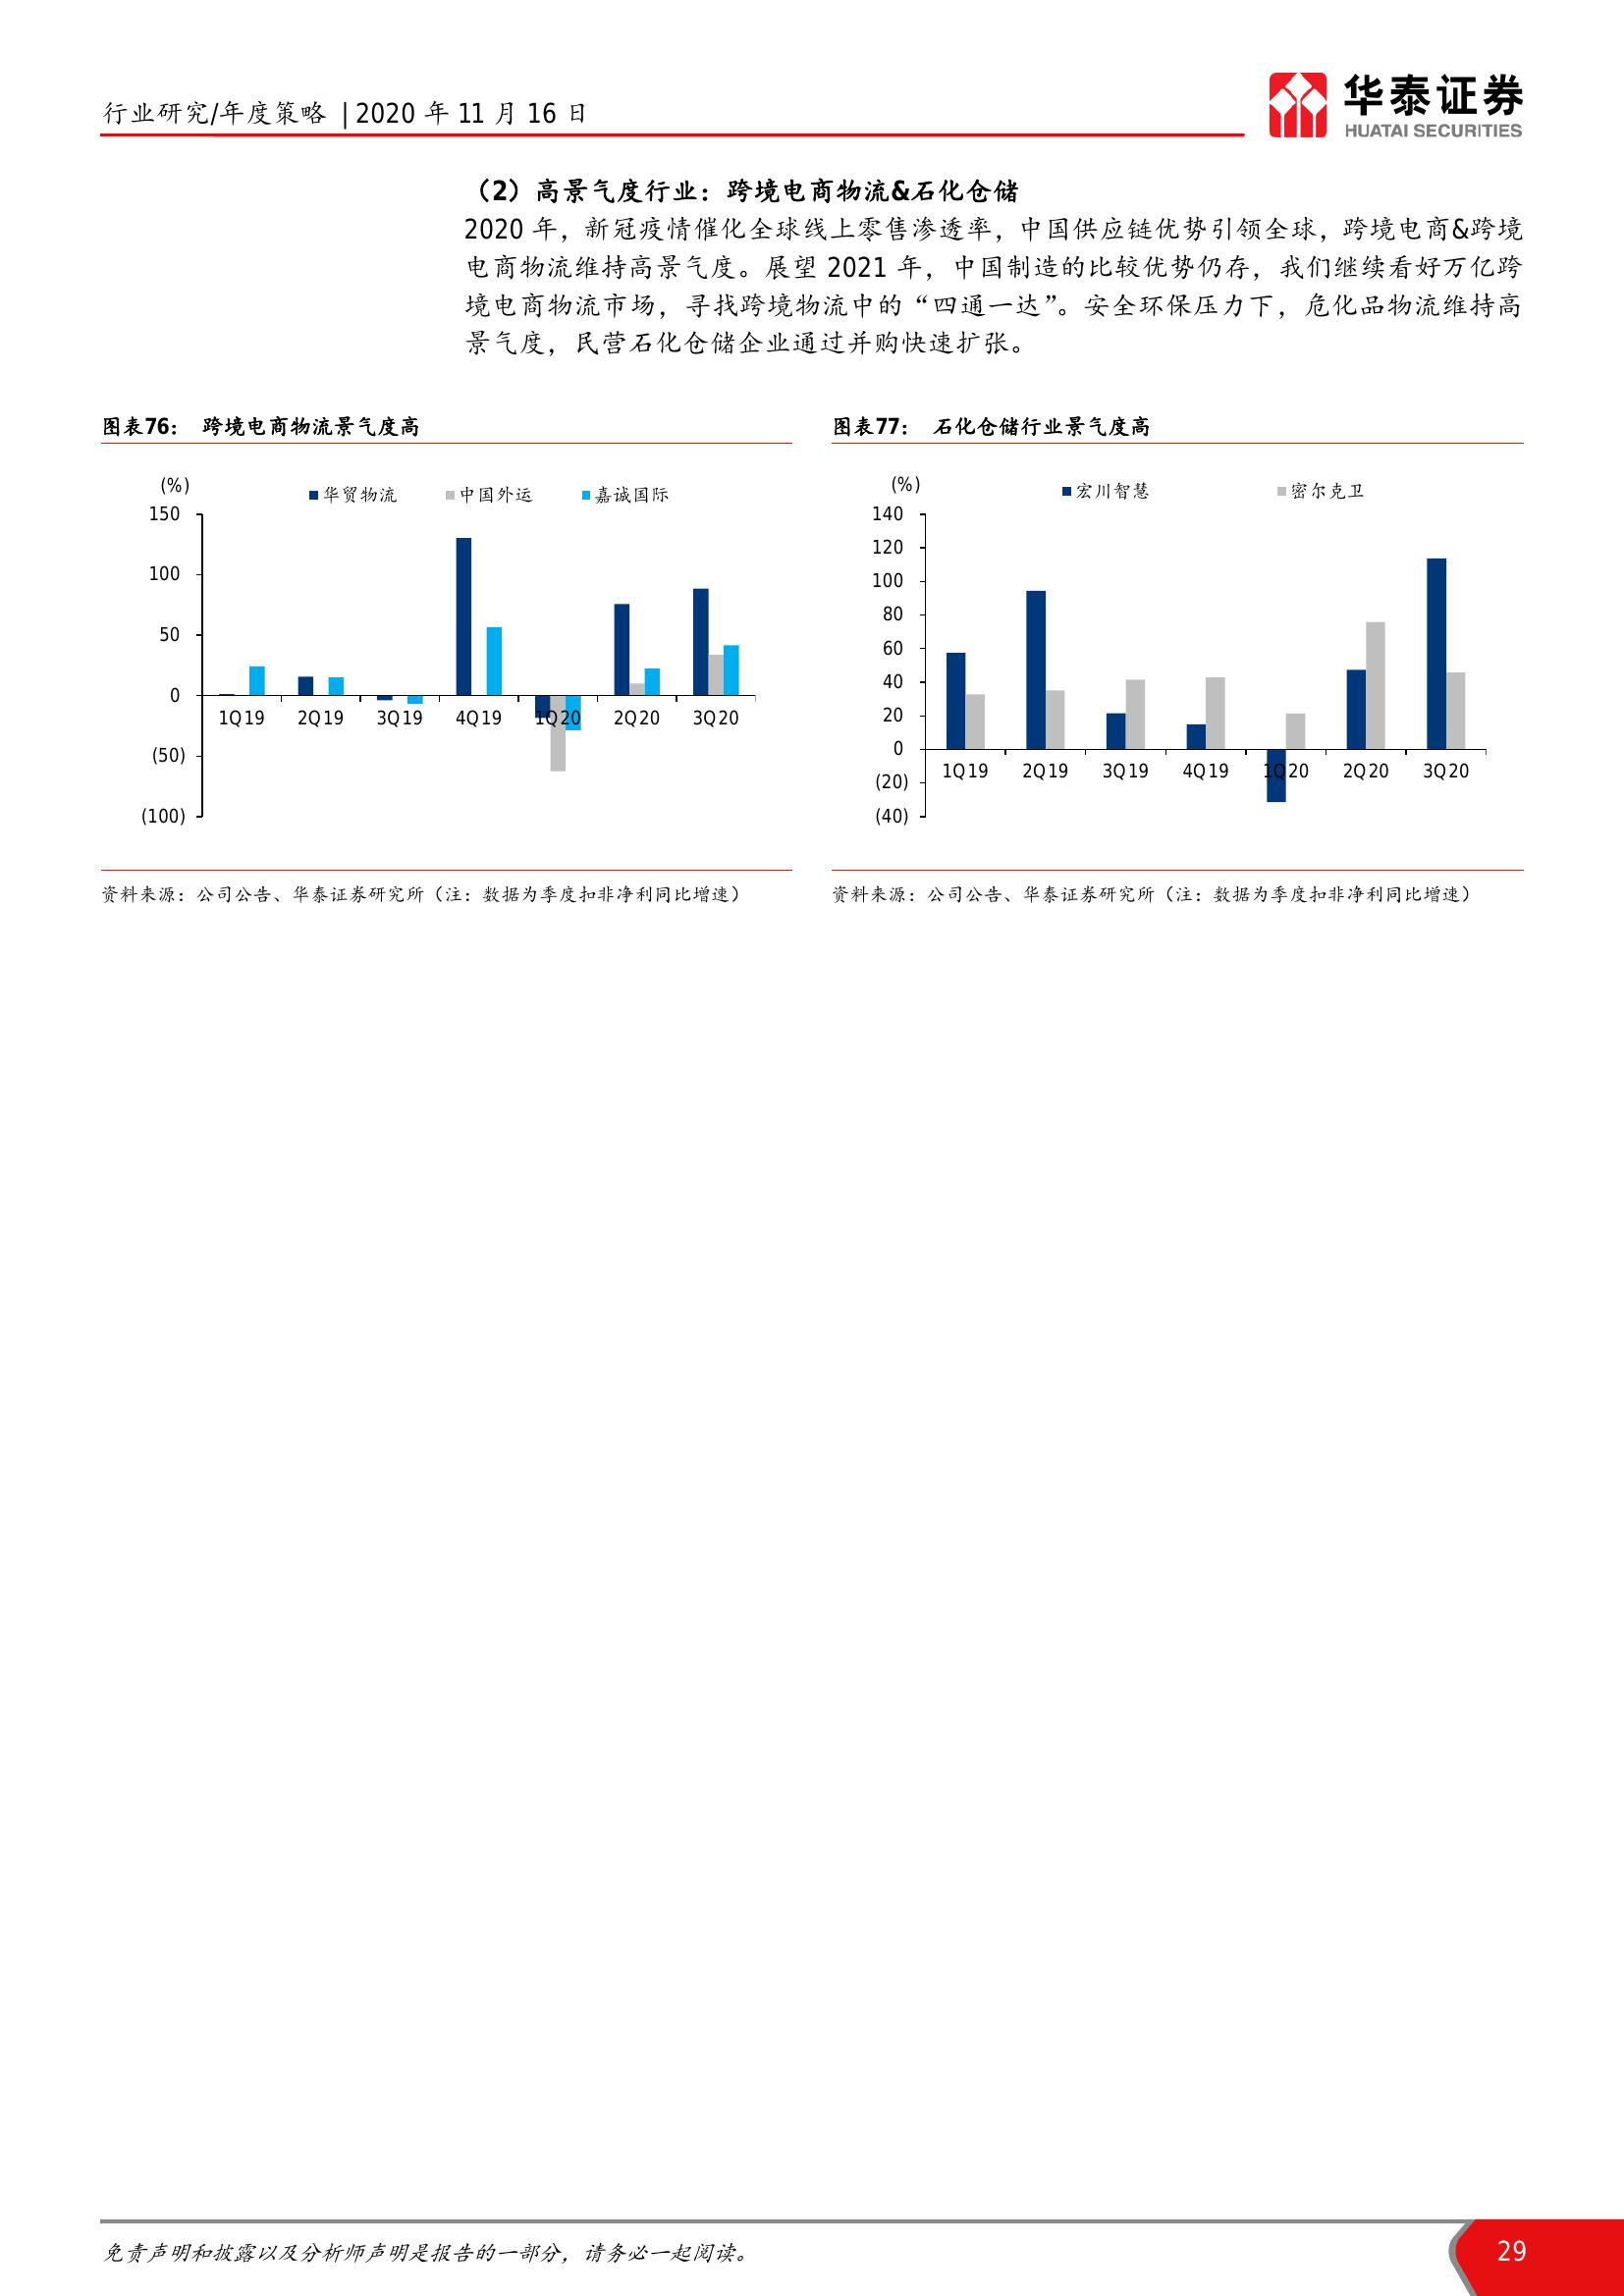 行业研究/年度策略 | 2020 年 11 月 16 日
华泰证券
HUATAI SECURITIES
（2）高景气度行业：跨境电商物流&石化仓储
2020 年，新冠疫情催化全球线上零售渗透率，中国供应链优势引领全球，跨境电商&跨境
电商物流维持高景气度。展望 2021 年，中国制造的比较优势仍存，我们继续看好万亿跨
境电商物流市场，寻找跨境物流中的“四通一达”。安全环保压力下，危化品物流维持高
景气度，民营石化仓储企业通过并购快速扩张。
图表76： 跨境电商物流景气度高
(%)
华贸物流 中国外运 嘉诚国际
150
100
50
0
(50)
(100)
1Q19 2Q19 3Q19 4Q19 1Q20 2Q20 3Q20
资料来源：公司公告、华泰证券研究所（注：数据为季度扣非净利同比增速）
图表77： 石化仓储行业景气度高
(%)
宏川智慧 密尔克卫
140
120
100
80
60
40
20
0
(20)
(40)
1Q19 2Q19 3Q19 4Q19 1Q20 2Q20 3Q20
资料来源：公司公告、华泰证券研究所（注：数据为季度扣非净利同比增速）
免责声明和披露以及分析师声明是报告的一部分，请务必一起阅读。
29